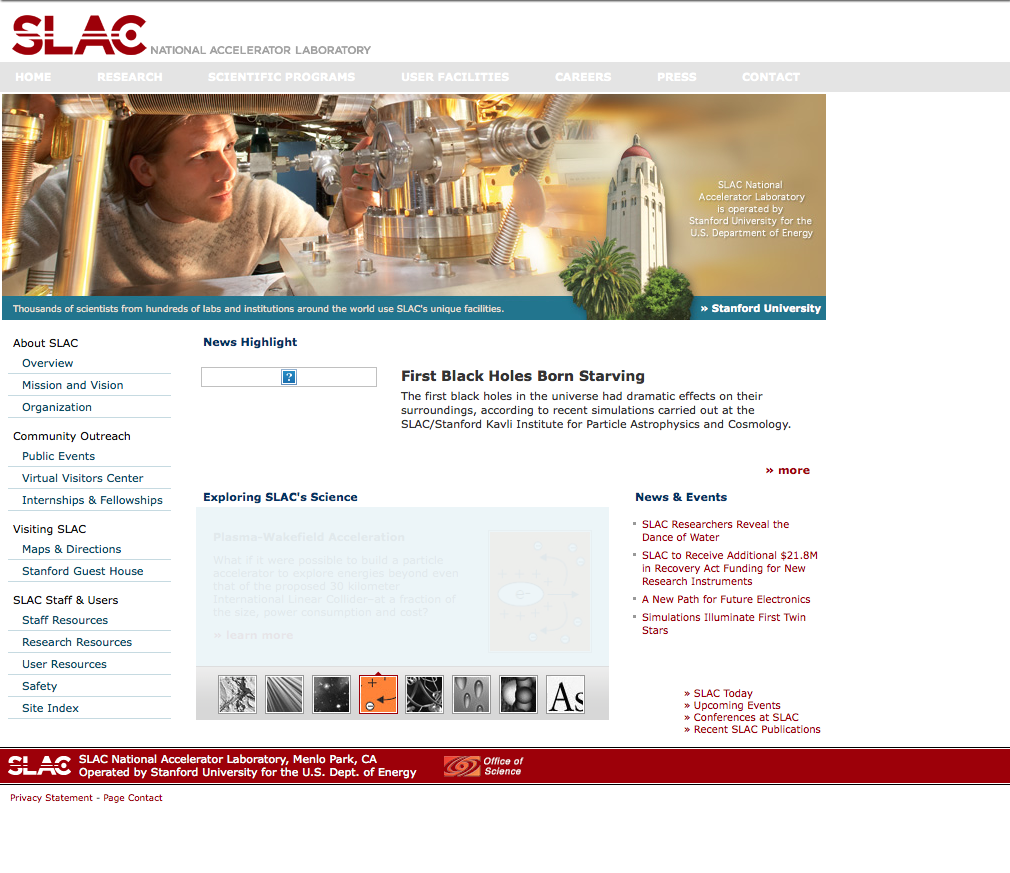 SLAC NATIONAL ACCELERATOR LABORATORY
HOME RESEARCH SCIENTIFIC PROGRAMS USER FACILITIES CAREERS PRESS CONTACT
SLAC National
Accelerator Laboratory
is operated by
Stanford University for the
U.S. Department of Energy
Thousands of scientists from hundreds of labs and institutions around the world use SLAC's unique facilities.
» Stanford University
About SLAC
Overview
Mission and Vision
Organization
Community Outreach
Public Events
Virtual Visitors Center
Internships & Fellowships
Visiting SLAC
Maps & Directions
Stanford Guest House
SLAC Staff & Users
Staff Resources
Research Resources
User Resources
Safety
Site Index
News Highlight
?
First Black Holes Born Starving
The first black holes in the universe had dramatic effects on their
surroundings, according to recent simulations carried out at the
SLAC/Stanford Kavli Institute for Particle Astrophysics and Cosmology.
» more
Exploring SLAC's Science
Plasma-Wakefield Acceleration
What if it were possible to build a particle
accelerator to explore energies beyond even
that of the proposed 30 kilometer
International Linear Collider–at a fraction of
the size, power consumption and cost?
» learn more
e-
As
News & Events
SLAC Researchers Reveal the
Dance of Water
SLAC to Receive Additional $21.8M
in Recovery Act Funding for New
Research Instruments
A New Path for Future Electronics
Simulations Illuminate First Twin
Stars
» SLAC Today
» Upcoming Events
» Conferences at SLAC
» Recent SLAC Publications
SLAC
SLAC National Accelerator Laboratory, Menlo Park, CA
Operated by Stanford University for the U.S. Dept. of Energy
Office of
Science
Privacy Statement - Page Contact